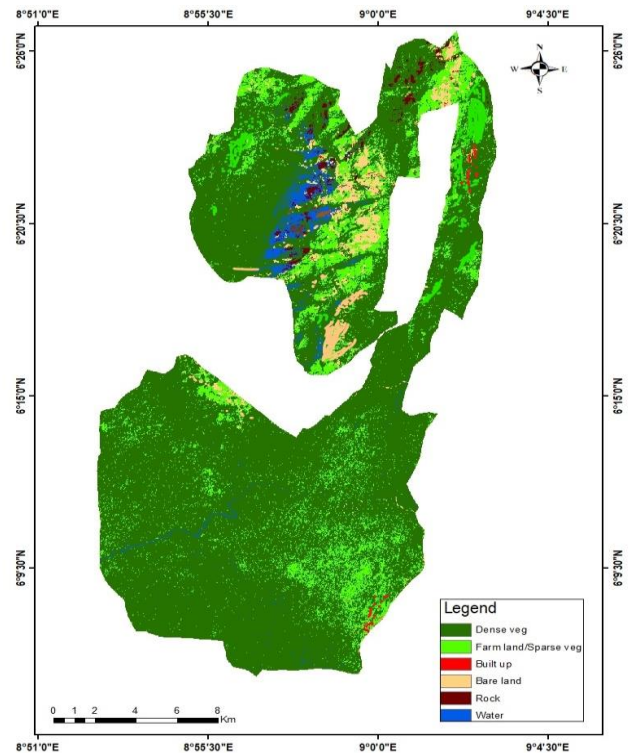 8°51'0"E 8°55'30"E 9°0'0"E 9°4'30"E
6°26'0"N 6°26'0"N
N
W E
S
6°20'30"N 6°20'30"N
6°15'0"N 6°15'0"N
6°9'30"N 6°9'30"N
Legend
Dense veg
Farm land/Sparse veg
Built up
Bare land
Rock
Water
0 1 2 4 6 8
Km
8°51'0"E 8°55'30"E 9°0'0"E 9°4'30"E